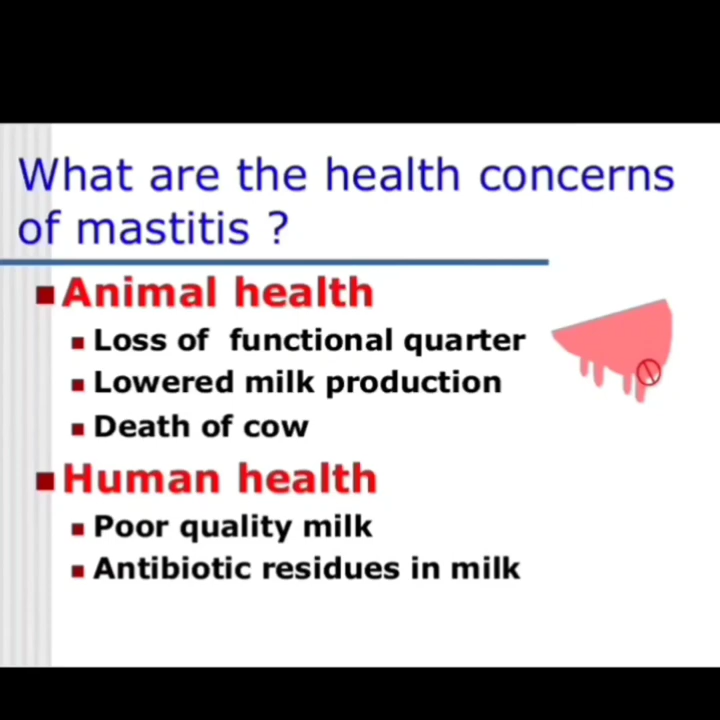 What are the health concerns
of mastitis ?
Animal health
Loss of functional quarter
Lowered milk production
Death of cow
Human health
Poor quality milk
Antibiotic residues in milk